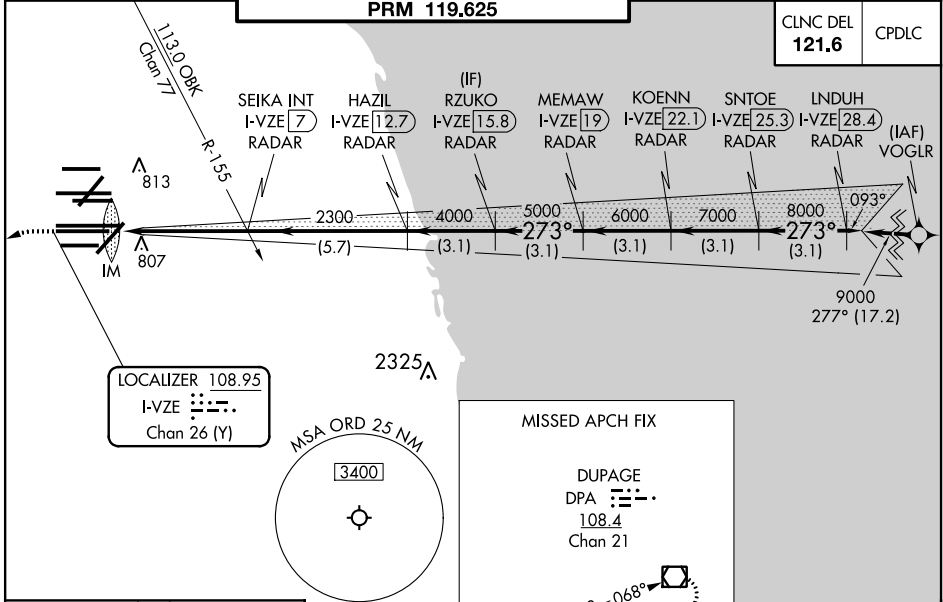 PRM 119.625
CLNC DEL
121.6
CPDLC
113.0 OBK
Chan 77
R-155
SEIKA INT
I-VZE 7
RADAR
HAZIL
I-VZE 12.7
RADAR
(IF)
RZUKO
I-VZE 15.8
RADAR
MEMAW
I-VZE 19
RADAR
KOENN
I-VZE 22.1
RADAR
SNTOE
I-VZE 25.3
RADAR
LNDUH
I-VZE 28.4
RADAR
(IAF)
VOGLR
813
807
IM
2300
(5.7)
4000
(3.1)
5000
273°
(3.1)
6000
(3.1)
7000
(3.1)
8000
273°
(3.1)
093°
9000
277° (17.2)
2325
LOCALIZER 108.95
I-VZE
Chan 26 (Y)
MSA ORD 25 NM
3400
MISSED APCH FIX
DUPAGE
DPA
108.4
Chan 21
068°